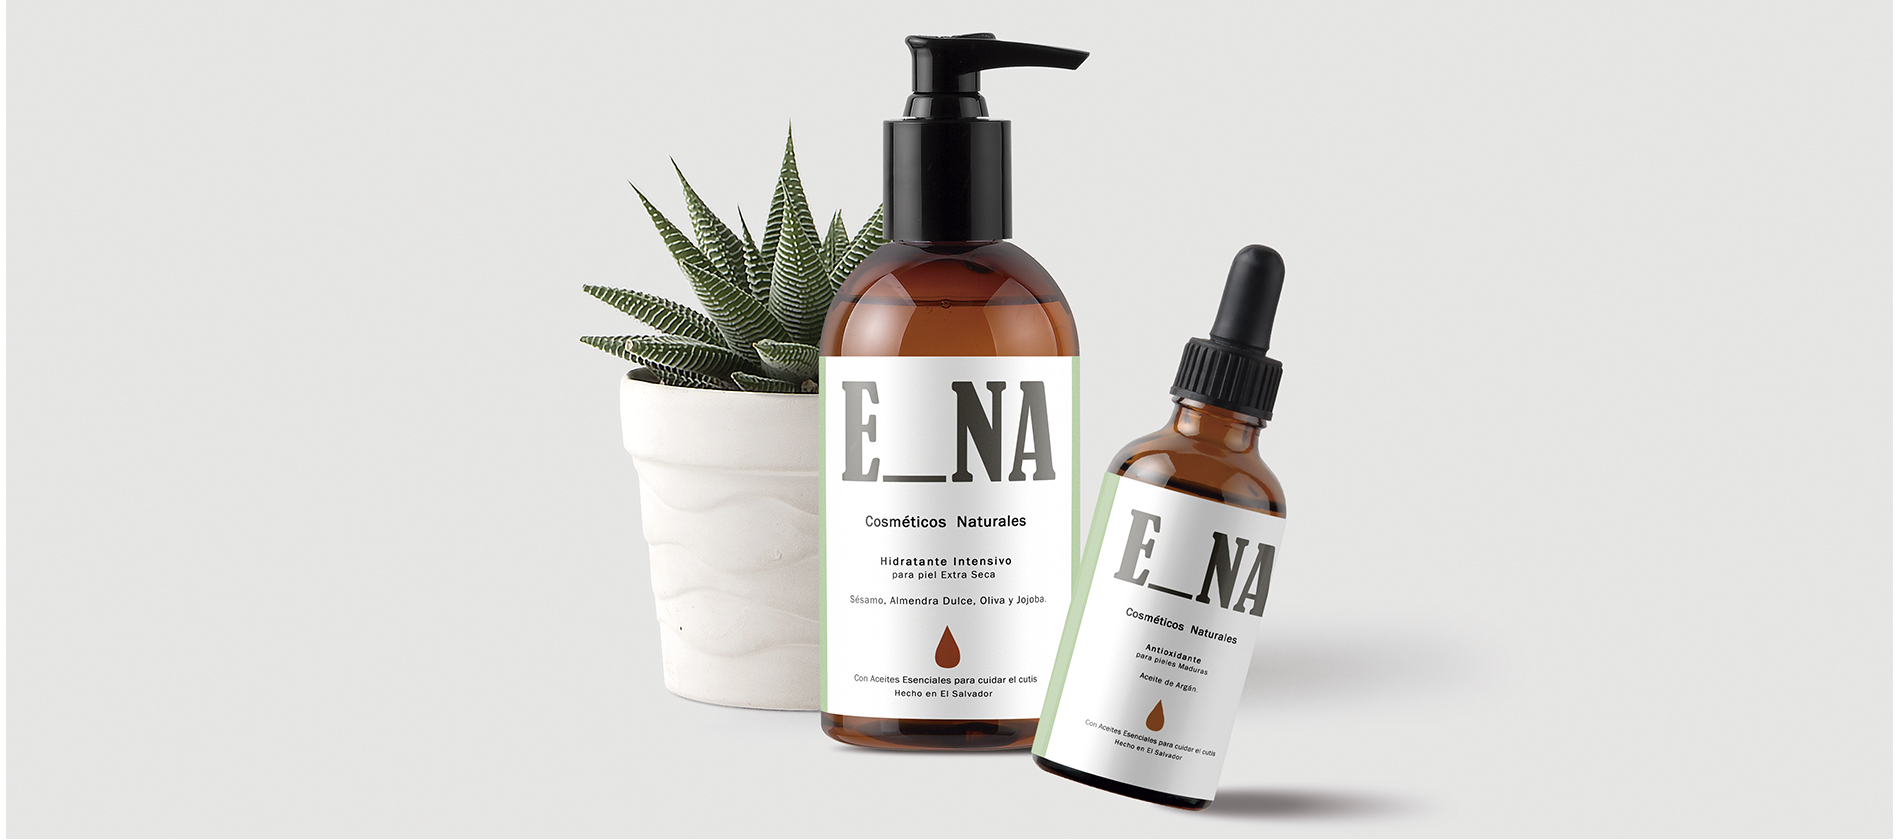 E_NA
Cosméticos Naturales
Hidratante Intensivo
para piel Extra Seca
Sésamo, Almendra Dulce, Oliva y Jojoba.
Con Aceites Esenciales para cuidar el cutis
Hecho en El Salvador
E_NA
Cosméticos Naturales
Antioxidante
para pieles Maduras
Aceite de Argán.
Con Aceites Esenciales para cuidar el cutis
Hecho en El Salvador